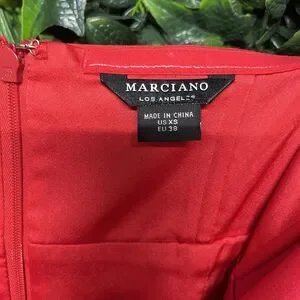 MARCIANO
LOS ANGELES
MADE IN CHINA
US XS
EU 38